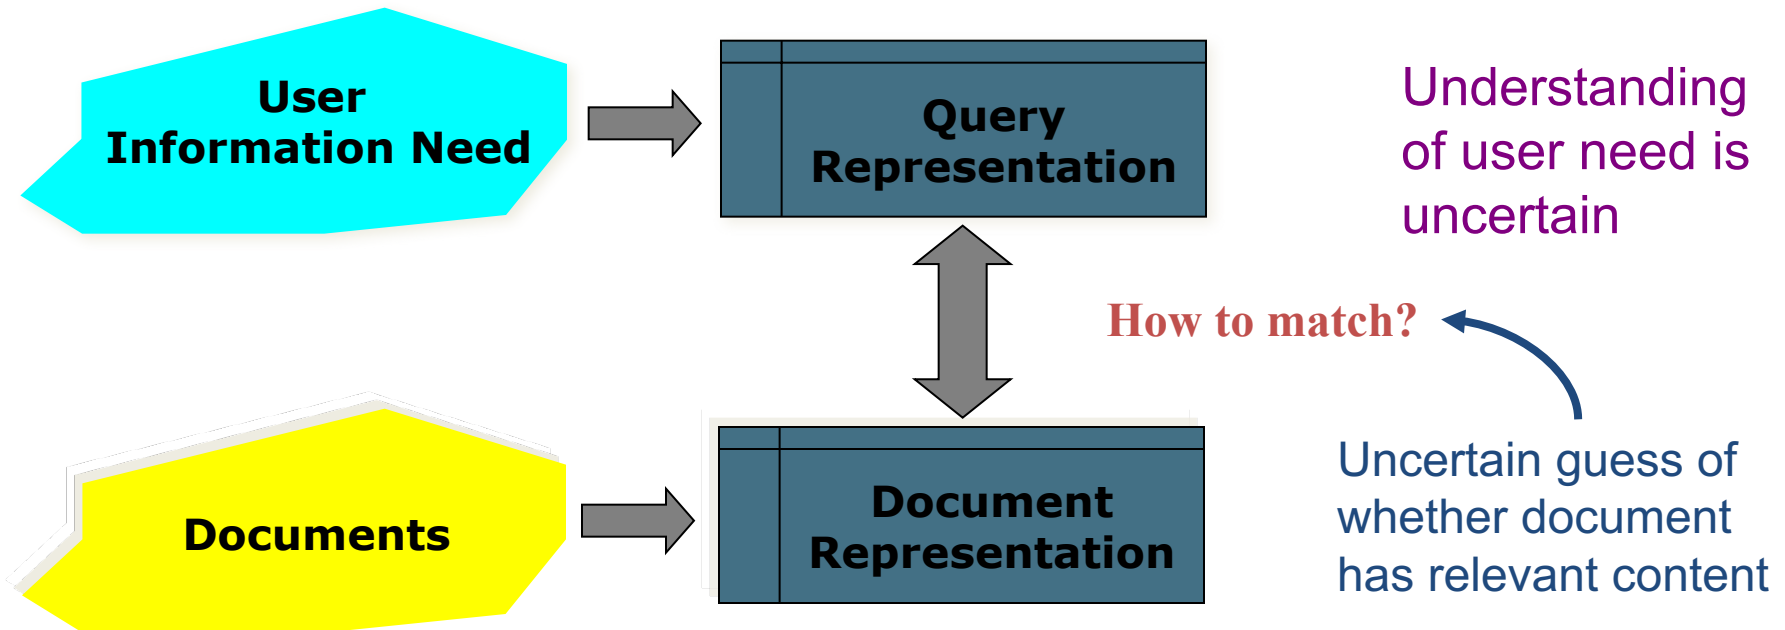 User
Information Need
Query
Representation
Understanding
of user need is
uncertain
How to match?
Documents
Document
Representation
Uncertain guess of
whether document
has relevant content